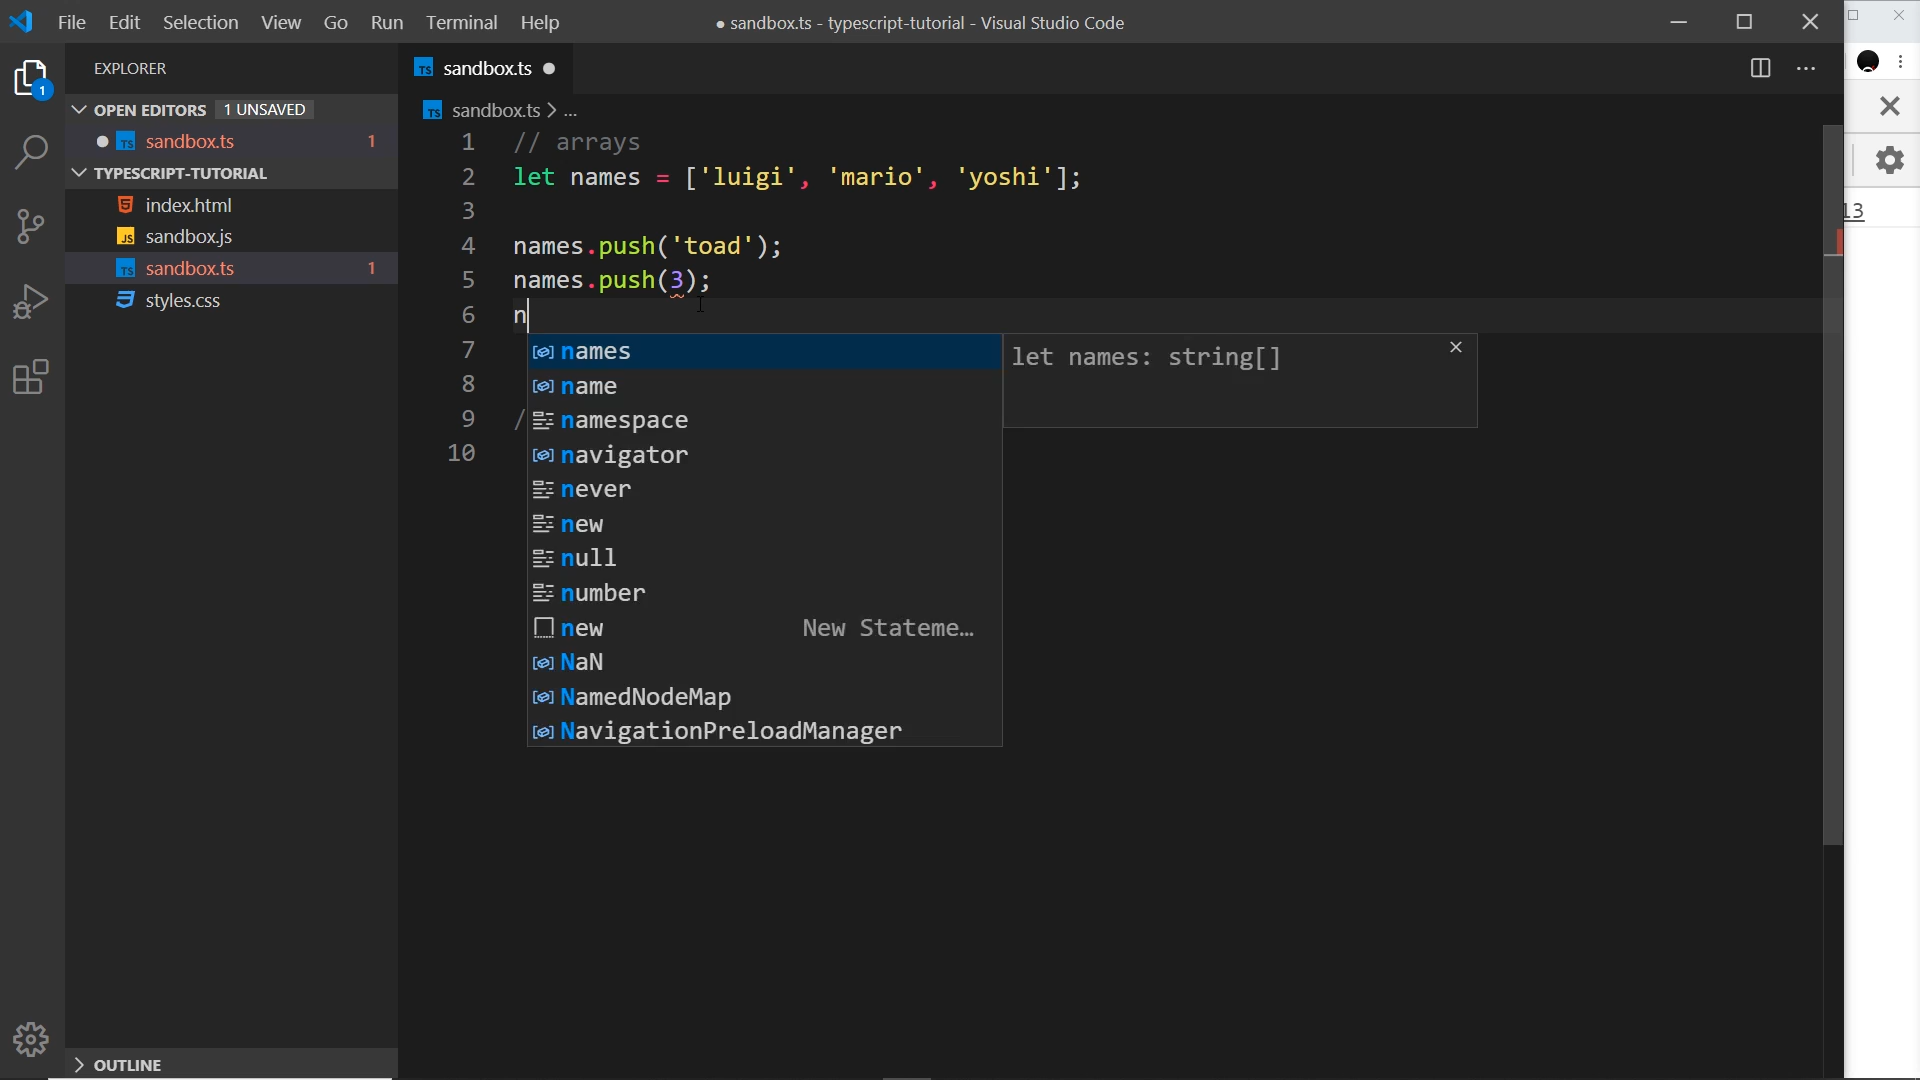 File Edit Selection View Go Run Terminal Help
● sandbox.ts - typescript-tutorial - Visual Studio Code
EXPLORER
OPEN EDITORS 1 UNSAVED
sandbox.ts 1
TYPESCRIPT-TUTORIAL
index.html
sandbox.js
sandbox.ts 1
styles.css
OUTLINE
1
TS sandbox.ts
TS sandbox.ts > ...
1 // arrays
2 let names = ['luigi', 'mario', 'yoshi'];
3
4 names.push('toad');
5 names.push(3);
6 n
7
8
9 /
10
names
name
namespace
navigator
never
new
null
number
new New Stateme…
NaN
NamedNodeMap
NavigationPreloadManager
let names: string[]
13